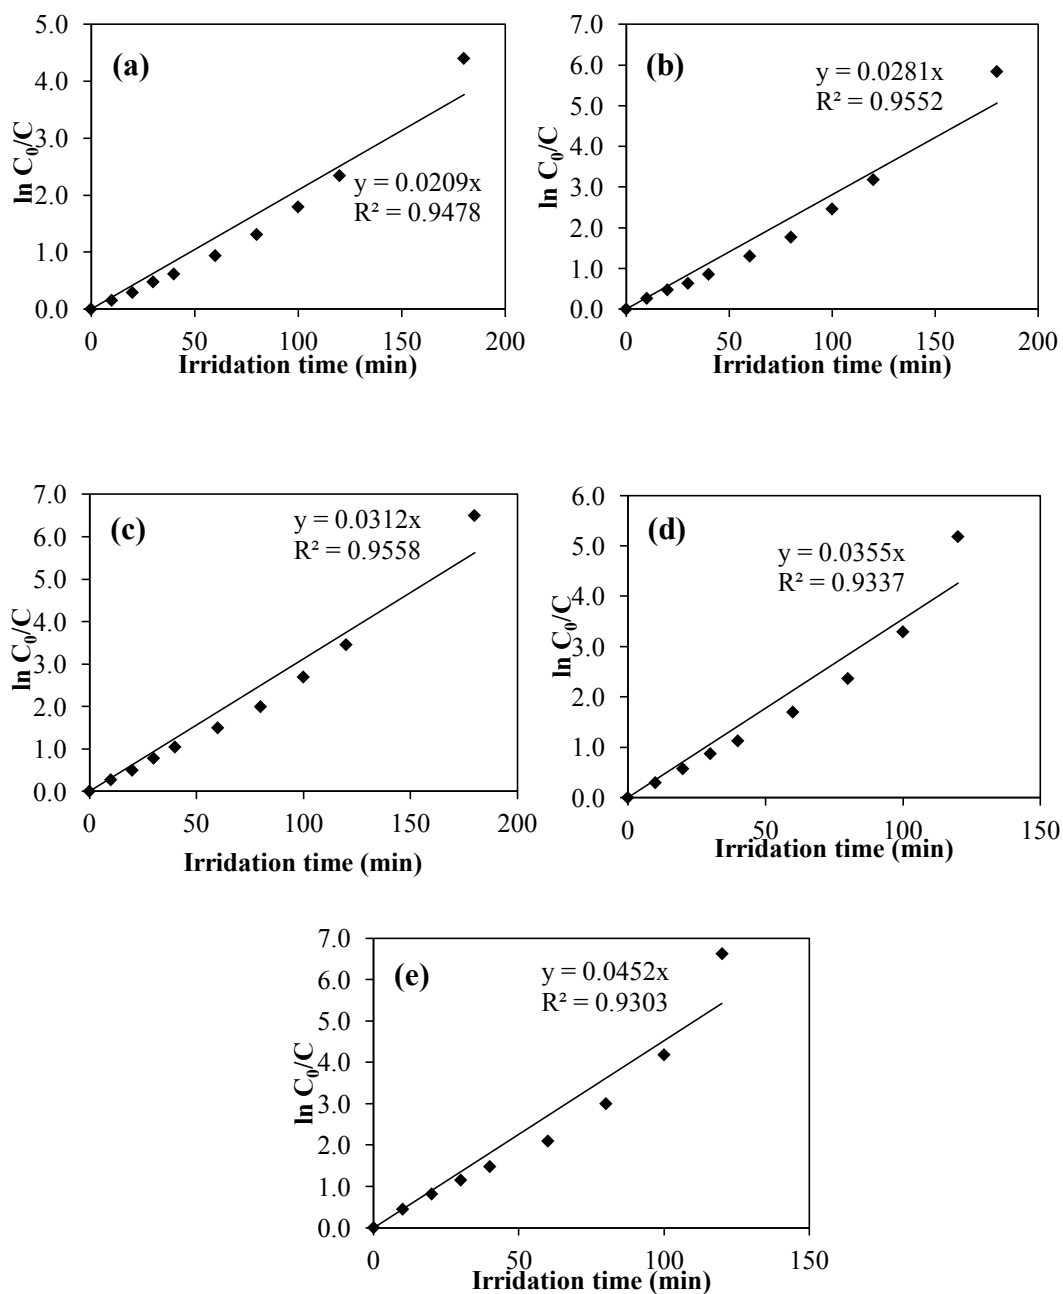 (a)
y = 0.0209x
R² = 0.9478
ln C₀/C
5.0
4.0
3.0
2.0
1.0
0.0
0 50 100 150 200
Irridation time (min)
(b)
y = 0.0281x
R² = 0.9552
ln C₀/C
7.0
6.0
5.0
4.0
3.0
2.0
1.0
0.0
0 50 100 150 200
Irridation time (min)
(c)
y = 0.0312x
R² = 0.9558
ln C₀/C
7.0
6.0
5.0
4.0
3.0
2.0
1.0
0.0
0 50 100 150 200
Irridation time (min)
(d)
y = 0.0355x
R² = 0.9337
ln C₀/C
6.0
5.0
4.0
3.0
2.0
1.0
0.0
0 50 100 150
Irridation time (min)
(e)
y = 0.0452x
R² = 0.9303
ln C₀/C
7.0
6.0
5.0
4.0
3.0
2.0
1.0
0.0
0 50 100 150
Irridation time (min)